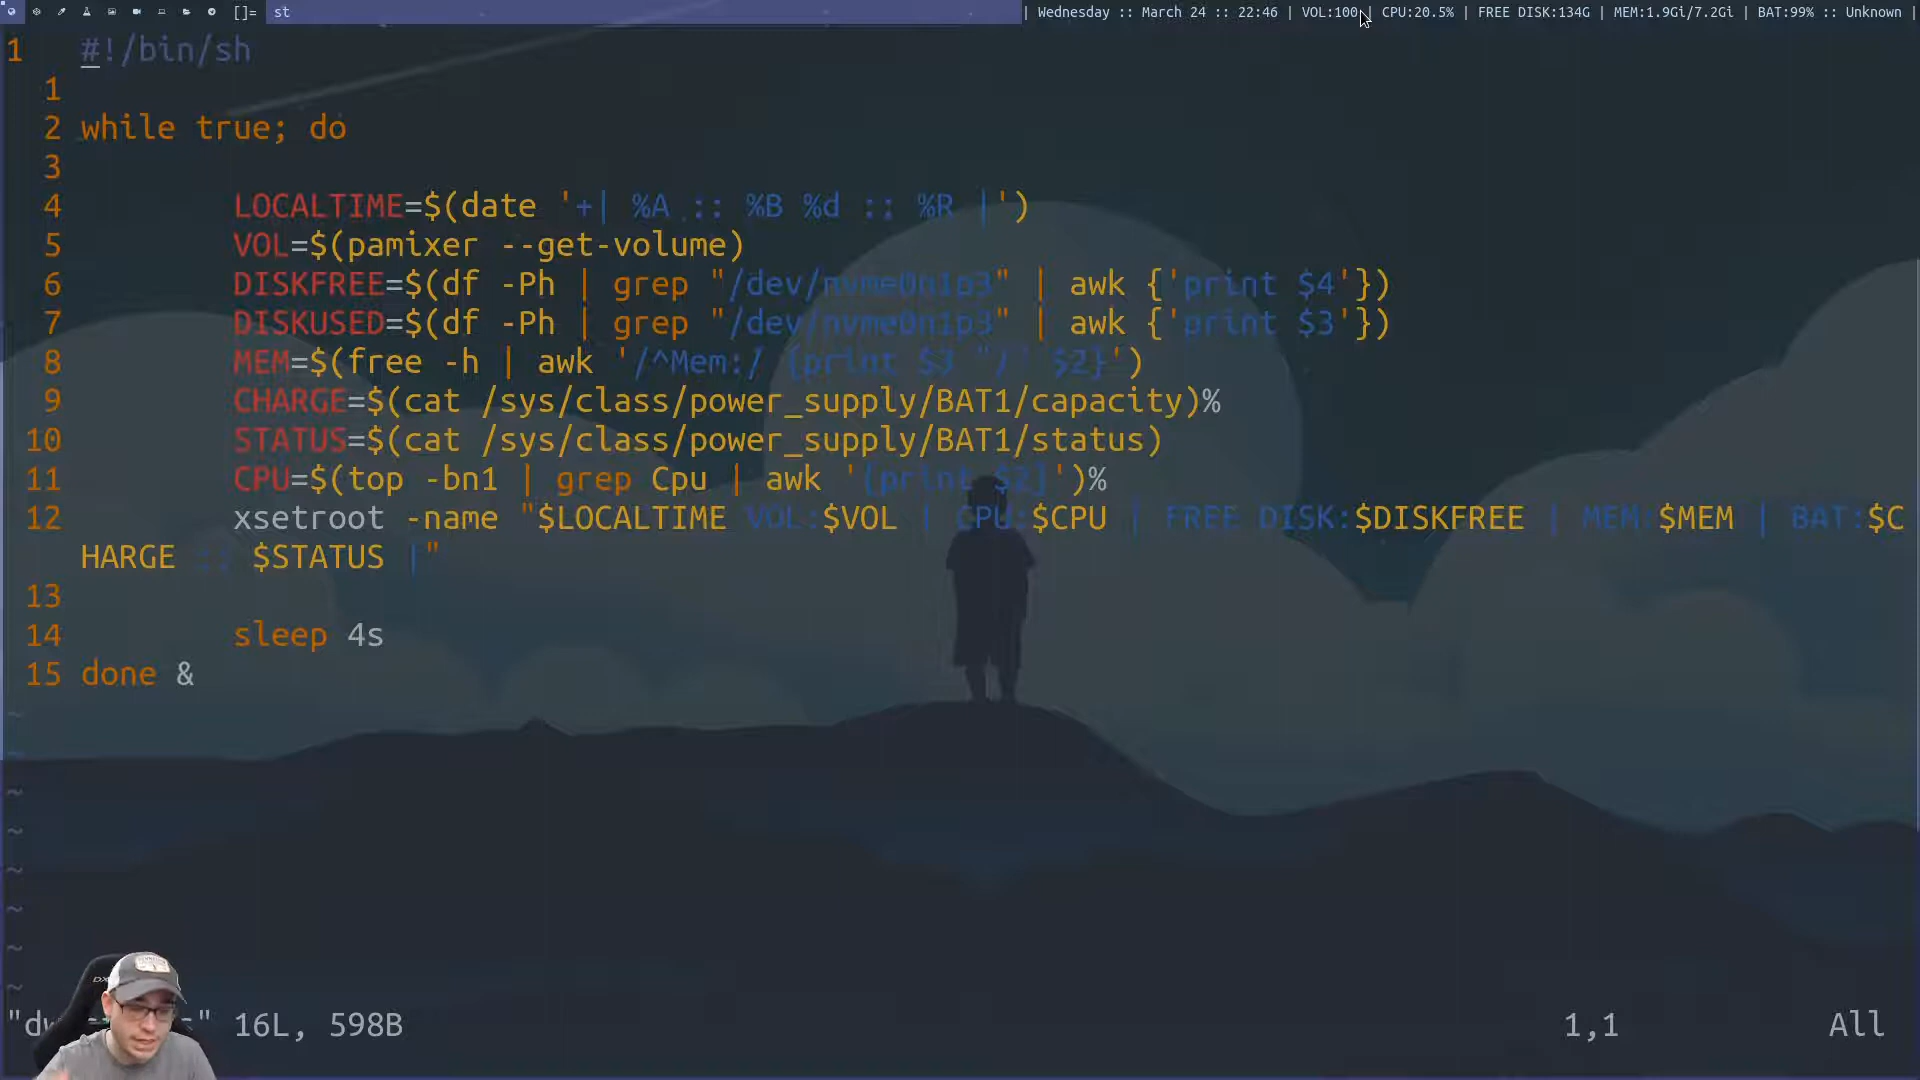 []= st | Wednesday :: March 24 :: 22:46 | VOL:100 | CPU:20.5% | FREE DISK:134G | MEM:1.9Gi/7.2Gi | BAT:99% :: Unknown |
1 #!/bin/sh
1
2 while true; do
3
4 LOCALTIME=$(date '+| %A :: %B %d :: %R |')
5 VOL=$(pamixer --get-volume)
6 DISKFREE=$(df -Ph | grep "/dev/nvme0n1p3" | awk {'print $4'})
7 DISKUSED=$(df -Ph | grep "/dev/nvme0n1p3" | awk {'print $3'})
8 MEM=$(free -h | awk '/^Mem:/ {print $3 "/" $2}')
9 CHARGE=$(cat /sys/class/power_supply/BAT1/capacity)%
10 STATUS=$(cat /sys/class/power_supply/BAT1/status)
11 CPU=$(top -bn1 | grep Cpu | awk '{print $2}')%
12 xsetroot -name "$LOCALTIME VOL:$VOL | CPU:$CPU | FREE DISK:$DISKFREE | MEM:$MEM | BAT:$C
HARGE :: $STATUS |"
13
14 sleep 4s
15 done &
~
~
~
~
~
~
~
~
" 16L, 598B 1,1 All